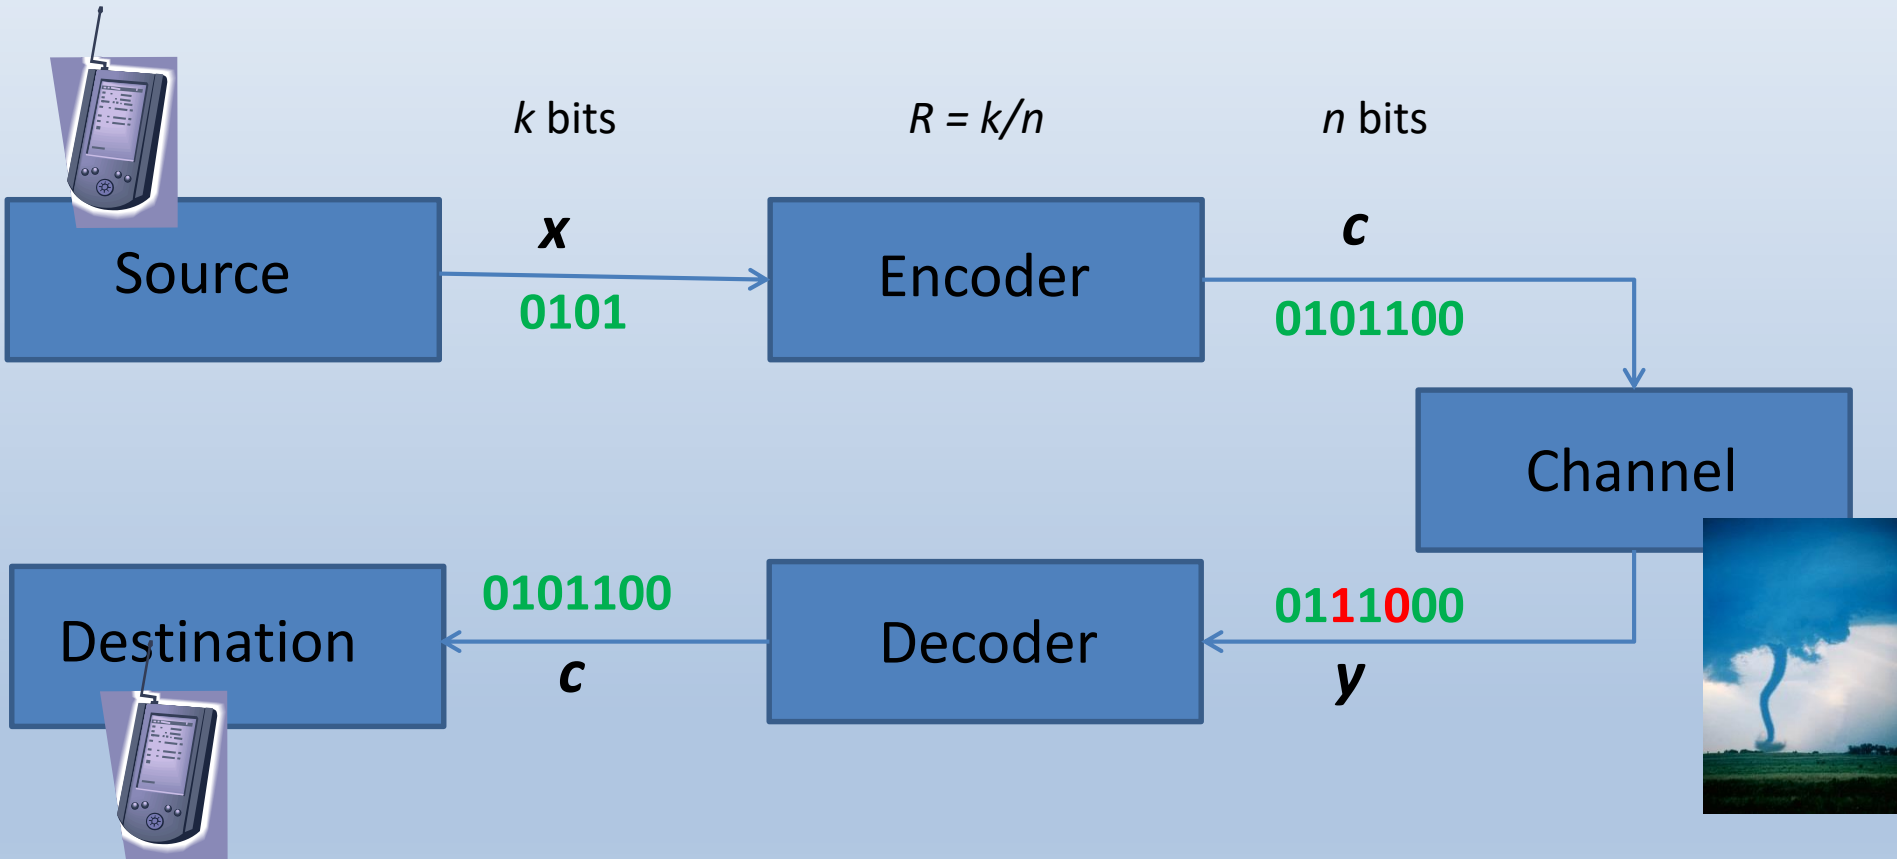 k bits
R = k/n
n bits
Source
x
0101
Encoder
c
0101100
Channel
0111000
y
Decoder
0101100
c
Destination